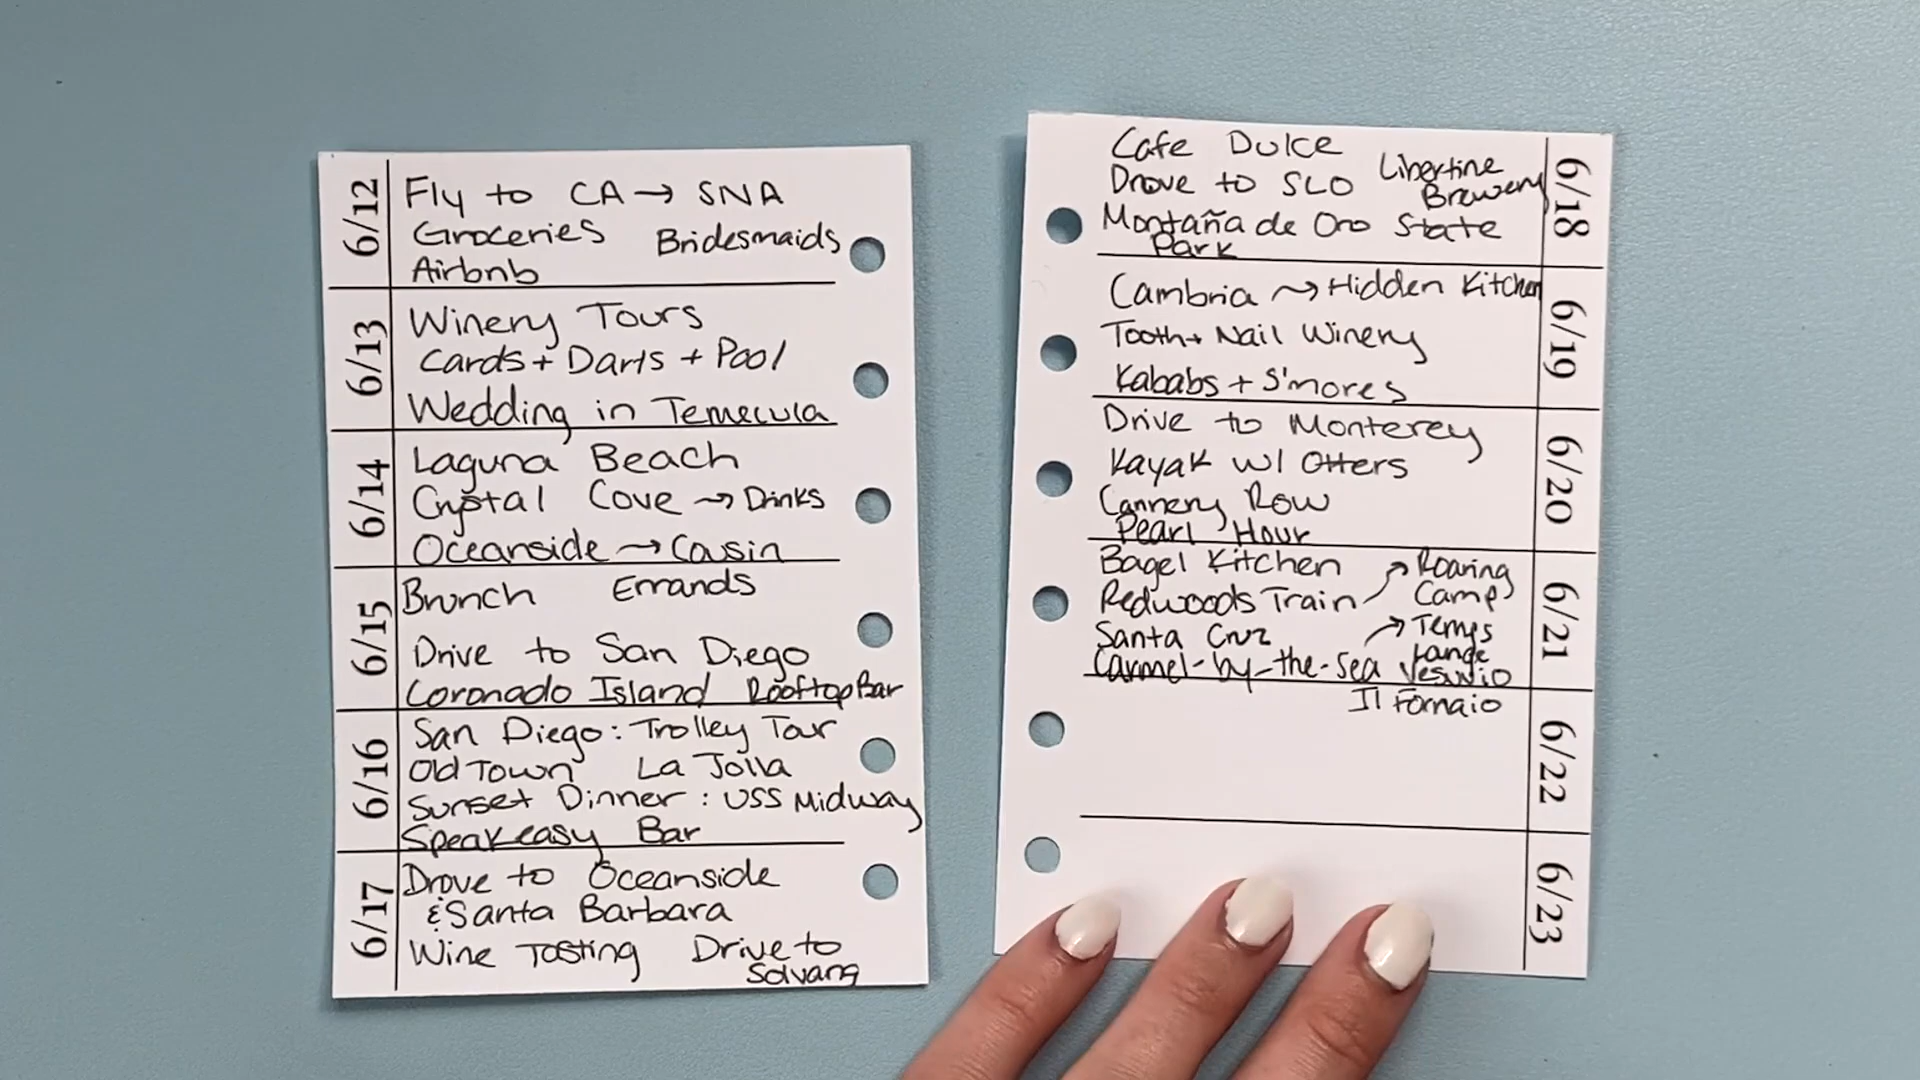 6/12
Fly to CA → SNA
Groceries Bridesmaids
Airbnb
6/13
Winery Tours
Cards + Darts + Pool
Wedding in Temecula
6/14
Laguna Beach
Crystal Cove → Drinks
Oceanside → Cousin
6/15
Brunch Errands
Drive to San Diego
Coronado Island Rooftop Bar
6/16
San Diego: Trolley Tour
Old Town La Jolla
Sunset Dinner : USS Midway
Speakeasy Bar
6/17
Drove to Oceanside
& Santa Barbara
Wine Tasting Drive to
Solvang
6/18
Cafe Dulce
Drove to SLO Libertine
Brewery
Montaña de Oro State
Park
6/19
Cambria → Hidden Kitchen
Tooth + Nail Winery
Kababs + S'mores
6/20
Drive to Monterey
Kayak w/ Otters
Cannery Row
Pearl Hour
6/21
Bagel Kitchen
Redwoods Train → Roaring
Camp
Santa Cruz
Carmel-by-the-Sea → Temps
Vesuvio
Il Fornaio
6/22
6/23